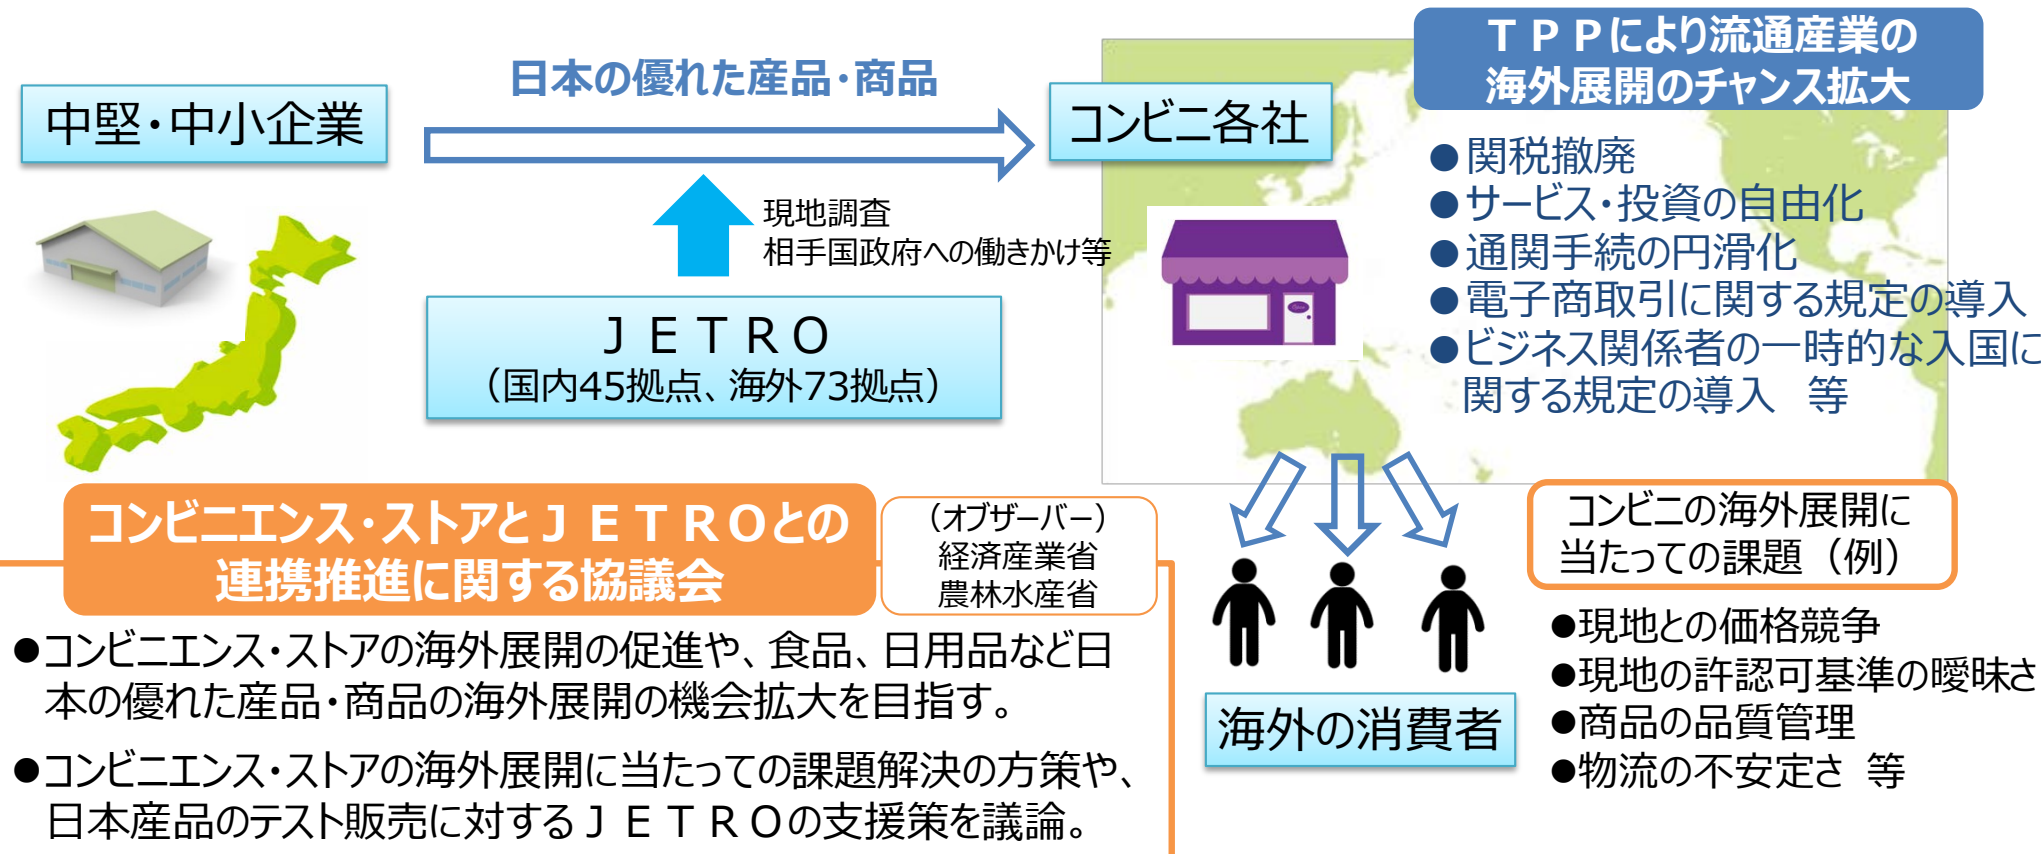 中堅・中小企業
日本の優れた産品・商品
コンビニ各社
現地調査
相手国政府への働きかけ等
ＪＥＴＲＯ
（国内45拠点、海外73拠点）
ＴＰＰにより流通産業の
海外展開のチャンス拡大
●関税撤廃
●サービス・投資の自由化
●通関手続の円滑化
●電子商取引に関する規定の導入
●ビジネス関係者の一時的な入国に
関する規定の導入　等
コンビニエンス・ストアとＪＥＴＲＯとの
連携推進に関する協議会
（オブザーバー）
経済産業省
農林水産省
●コンビニエンス・ストアの海外展開の促進や、食品、日用品など日
本の優れた産品・商品の海外展開の機会拡大を目指す。
●コンビニエンス・ストアの海外展開に当たっての課題解決の方策や、
日本産品のテスト販売に対するＪＥＴＲＯの支援策を議論。
海外の消費者
コンビニの海外展開に
当たっての課題（例）
●現地との価格競争
●現地の許認可基準の曖昧さ
●商品の品質管理
●物流の不安定さ 等